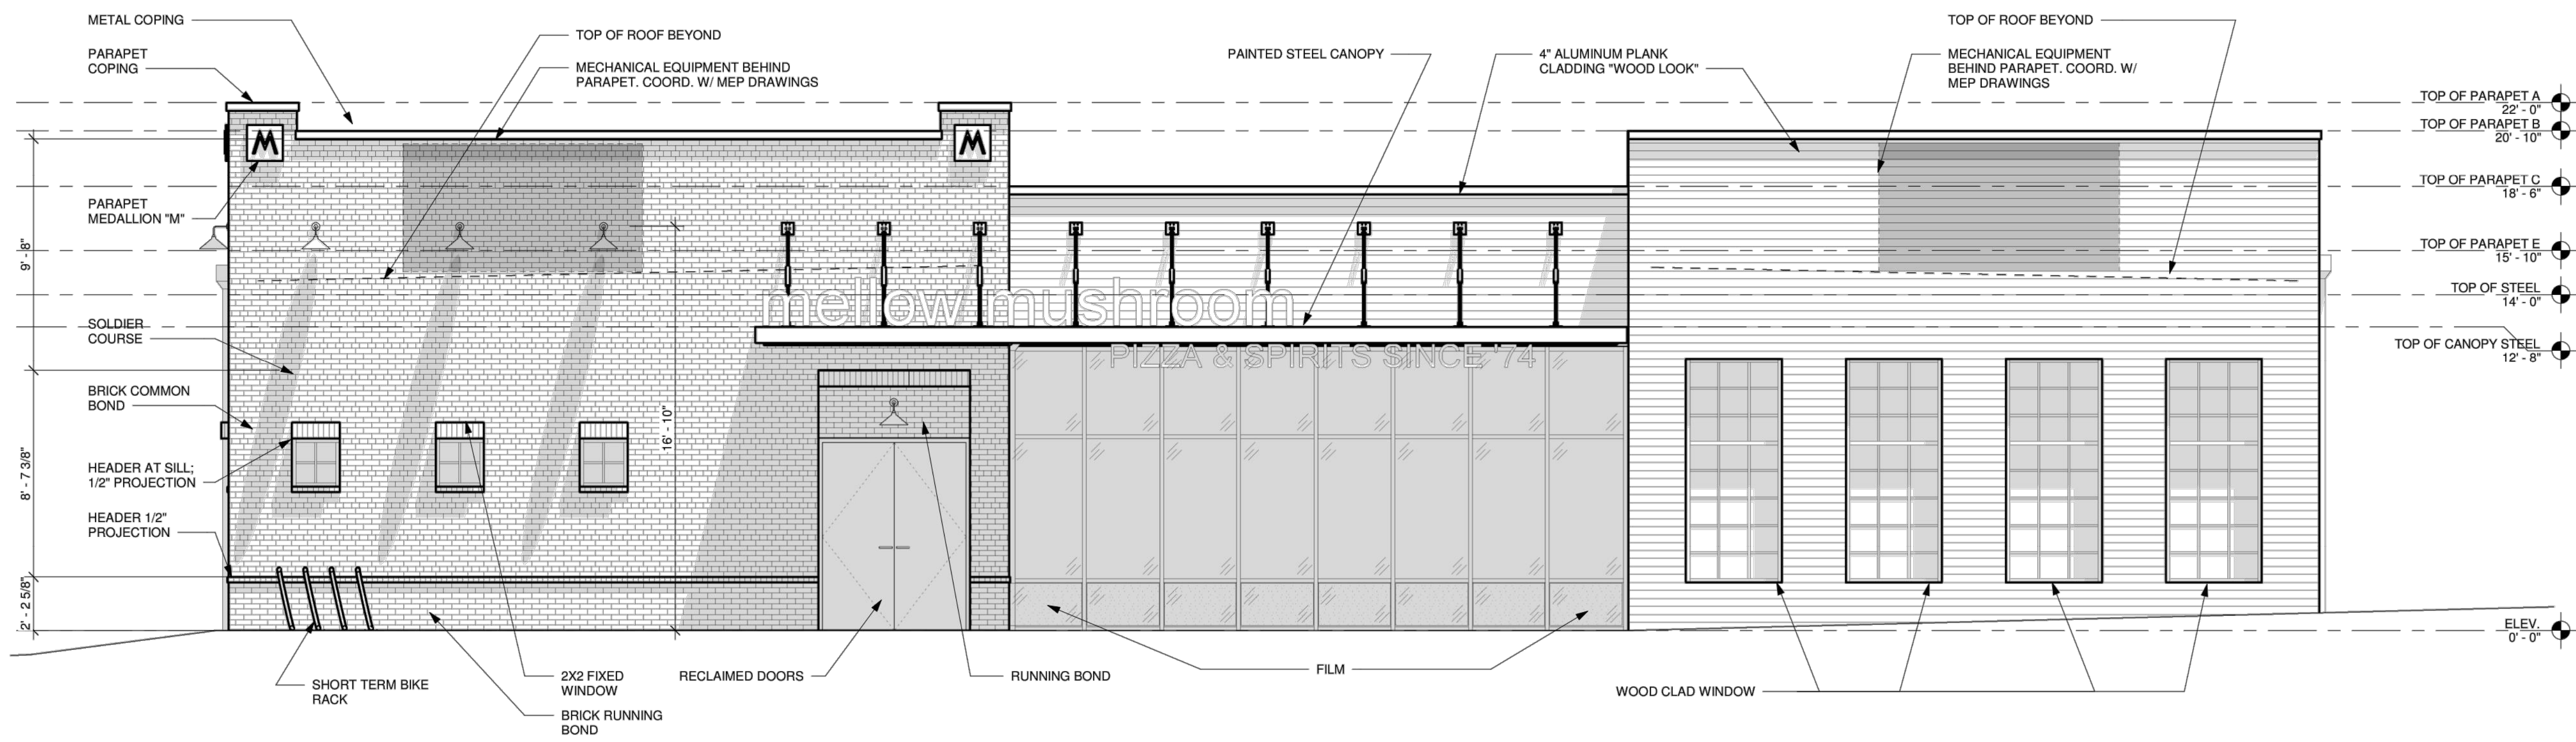 METAL COPING
PARAPET
COPING
TOP OF ROOF BEYOND
MECHANICAL EQUIPMENT BEHIND
PARAPET. COORD. W/ MEP DRAWINGS
PAINTED STEEL CANOPY
4" ALUMINUM PLANK
CLADDING "WOOD LOOK"
TOP OF ROOF BEYOND
MECHANICAL EQUIPMENT
BEHIND PARAPET. COORD. W/
MEP DRAWINGS
TOP OF PARAPET A
22' - 0"
TOP OF PARAPET B
20' - 10"
TOP OF PARAPET C
18' - 6"
TOP OF PARAPET E
15' - 10"
TOP OF STEEL
14' - 0"
TOP OF CANOPY STEEL
12' - 8"
ELEV.
0' - 0"
M
M
PARAPET
MEDALLION "M"
9' - 8"
SOLDIER
COURSE
BRICK COMMON
BOND
8' - 7 3/8"
HEADER AT SILL;
1/2" PROJECTION
HEADER 1/2"
PROJECTION
2' - 2 5/8"
16' - 10"
mellow mushroom
PIZZA & SPIRITS SINCE '74
SHORT TERM BIKE
RACK
2X2 FIXED
WINDOW
BRICK RUNNING
BOND
RECLAIMED DOORS
RUNNING BOND
FILM
WOOD CLAD WINDOW